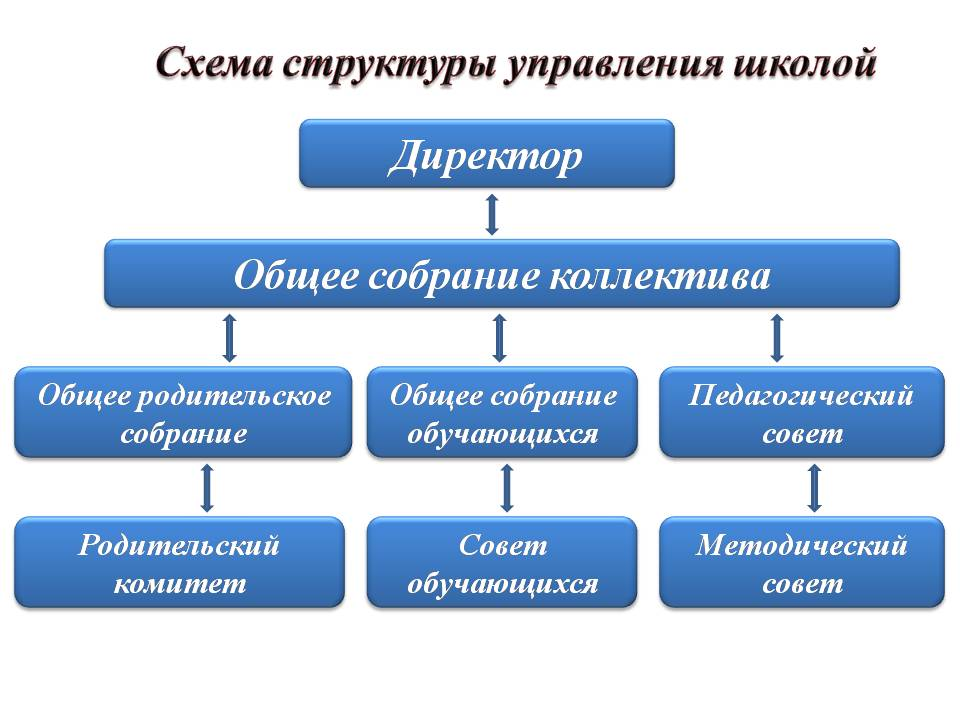 Схема структуры управления школой
Директор
Общее собрание коллектива
Общее родительское
собрание
Общее собрание
обучающихся
Педагогический
совет
Родительский
комитет
Совет
обучающихся
Методический
совет